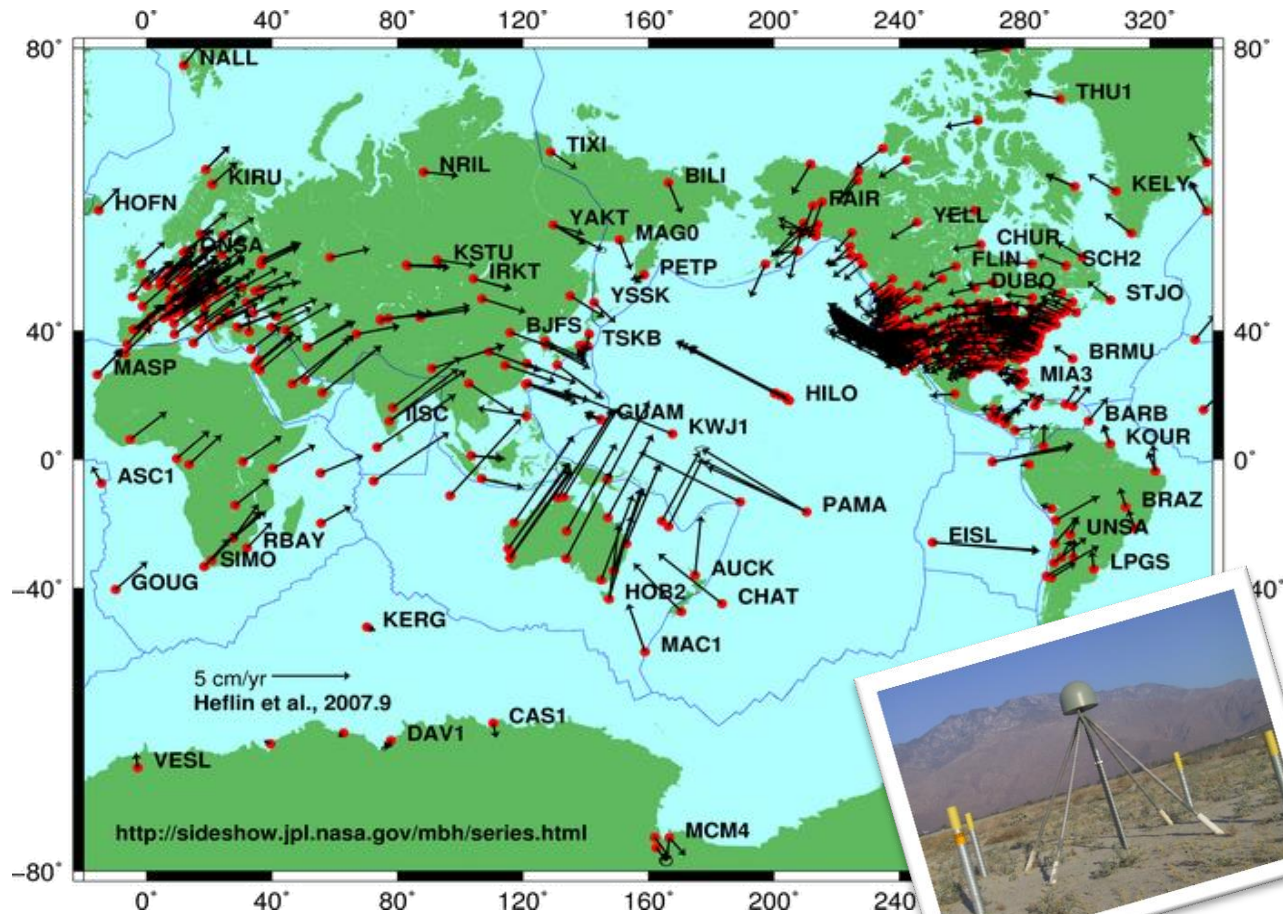 0° 40° 80° 120° 160° 200° 240° 280° 320°
80° 80°
NALL
THU1
TIXI
NRIL
BILI
KIRU
KELY
HOFN
FAIR
YAKT
YELL
ONSA
MAG0
CHUR
KSTU
FLIN
SCH2
PETP
IRKT
DUBO
YSSK
STJO
40° BJFS TSKB 40°
BRMU
MASP
MIA3
HILO
IISC
GUAM
BARB
KWJ1
KOUR
0° 0°
ASC1
BRAZ
PAMA
UNSA
EISL
RBAY
SIMO
LPGS
AUCK
GOUG
HOB2
CHAT
−40° 40°
KERG
MAC1
5 cm/yr
Heflin et al., 2007.9
CAS1
DAV1
VESL
http://sideshow.jpl.nasa.gov/mbh/series.html
MCM4
−80°
0° 40° 80° 120° 160° 200° 240